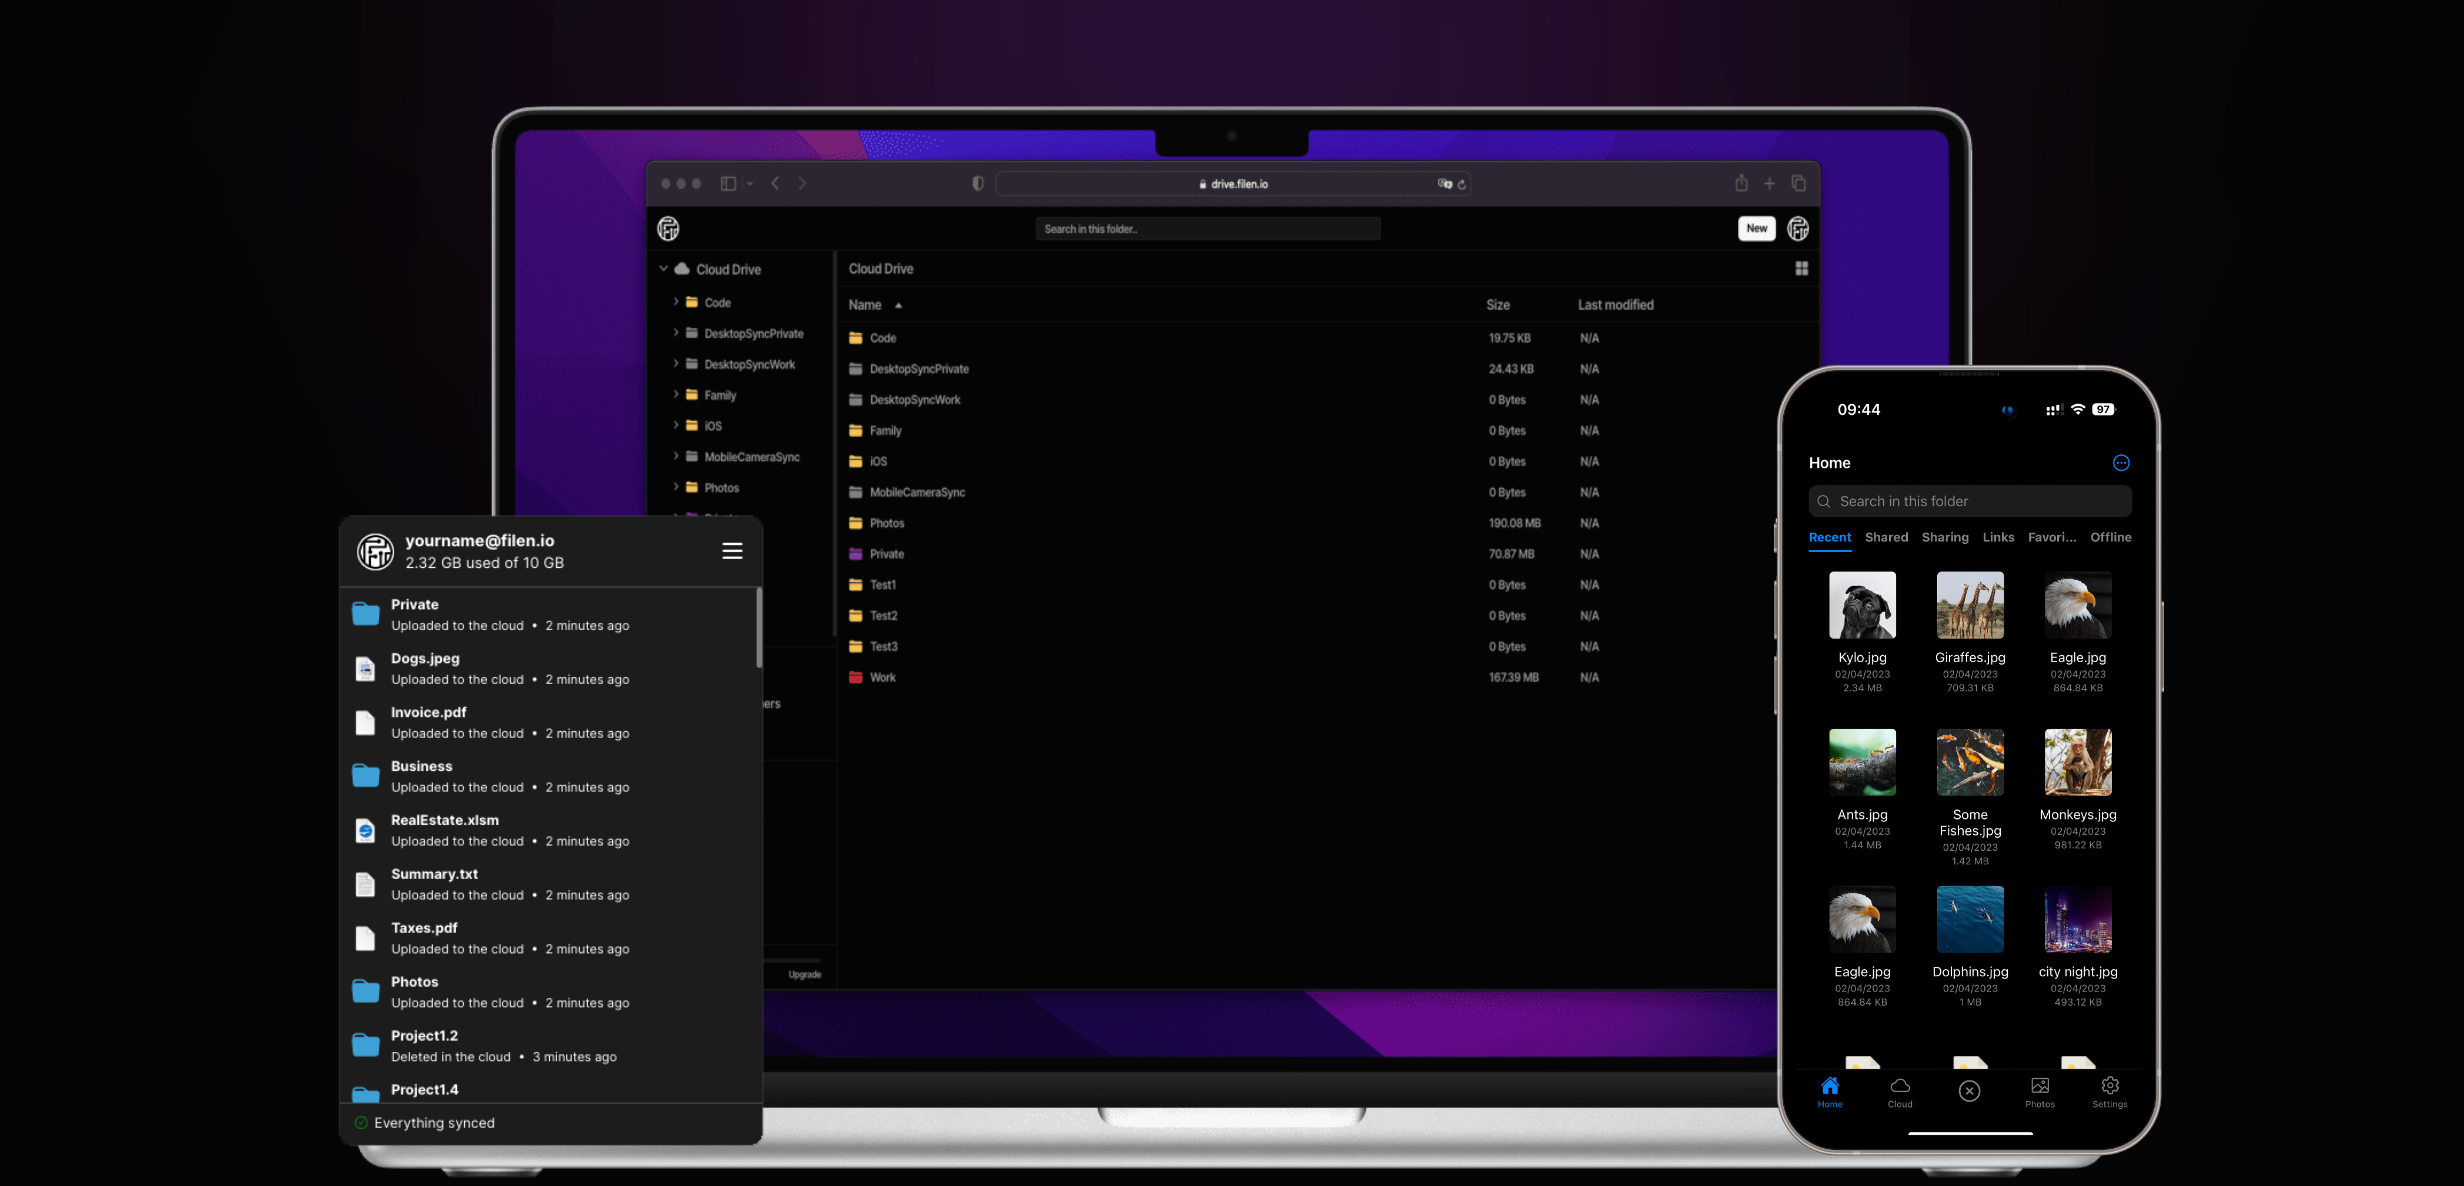 drive.filen.io
Search in this folder..
New
Cloud Drive
Code
DesktopSyncPrivate
DesktopSyncWork
Family
iOS
MobileCameraSync
Photos
Upgrade
Cloud Drive
Name Size Last modified
Code 19.75 KB N/A
DesktopSyncPrivate 24.43 KB N/A
DesktopSyncWork 0 Bytes N/A
Family 0 Bytes N/A
iOS 0 Bytes N/A
MobileCameraSync 0 Bytes N/A
Photos 190.08 MB N/A
Private 70.87 MB N/A
Test1 0 Bytes N/A
Test2 0 Bytes N/A
Test3 0 Bytes N/A
Work 167.39 MB N/A
yourname@filen.io
2.32 GB used of 10 GB
Private
Uploaded to the cloud • 2 minutes ago
Dogs.jpeg
Uploaded to the cloud • 2 minutes ago
Invoice.pdf
Uploaded to the cloud • 2 minutes ago
Business
Uploaded to the cloud • 2 minutes ago
RealEstate.xlsm
Uploaded to the cloud • 2 minutes ago
Summary.txt
Uploaded to the cloud • 2 minutes ago
Taxes.pdf
Uploaded to the cloud • 2 minutes ago
Photos
Uploaded to the cloud • 2 minutes ago
Project1.2
Deleted in the cloud • 3 minutes ago
Project1.4
Everything synced
09:44 97
Home
Search in this folder
Recent Shared Sharing Links Favori... Offline
Kylo.jpg Giraffes.jpg Eagle.jpg
02/04/2023 02/04/2023 02/04/2023
2.34 MB 709.31 KB 864.84 KB
Ants.jpg Some Fishes.jpg Monkeys.jpg
02/04/2023 02/04/2023 02/04/2023
1.44 MB 1.42 MB 981.22 KB
Eagle.jpg Dolphins.jpg city night.jpg
02/04/2023 02/04/2023 02/04/2023
864.84 KB 1 MB 493.12 KB
Home Cloud Photos Settings